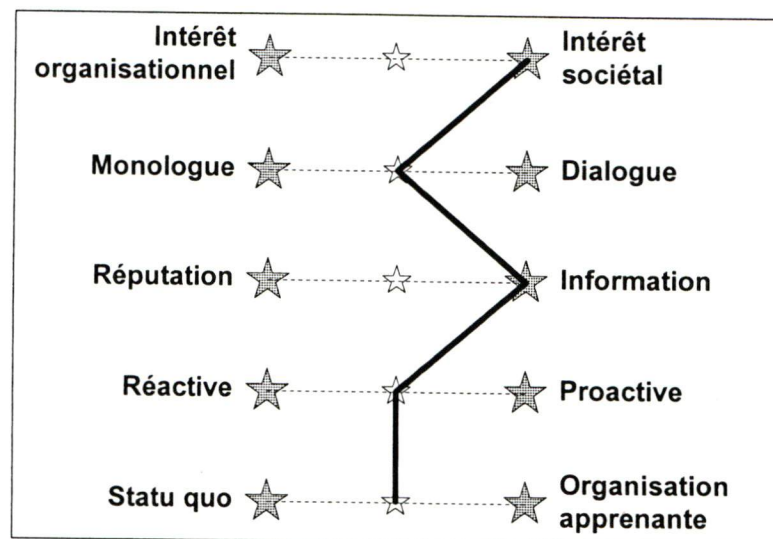 Intérêt
organisationnel
Intérêt
sociétal
Monologue
Dialogue
Réputation
Information
Réactive
Proactive
Statu quo
Organisation
apprenante